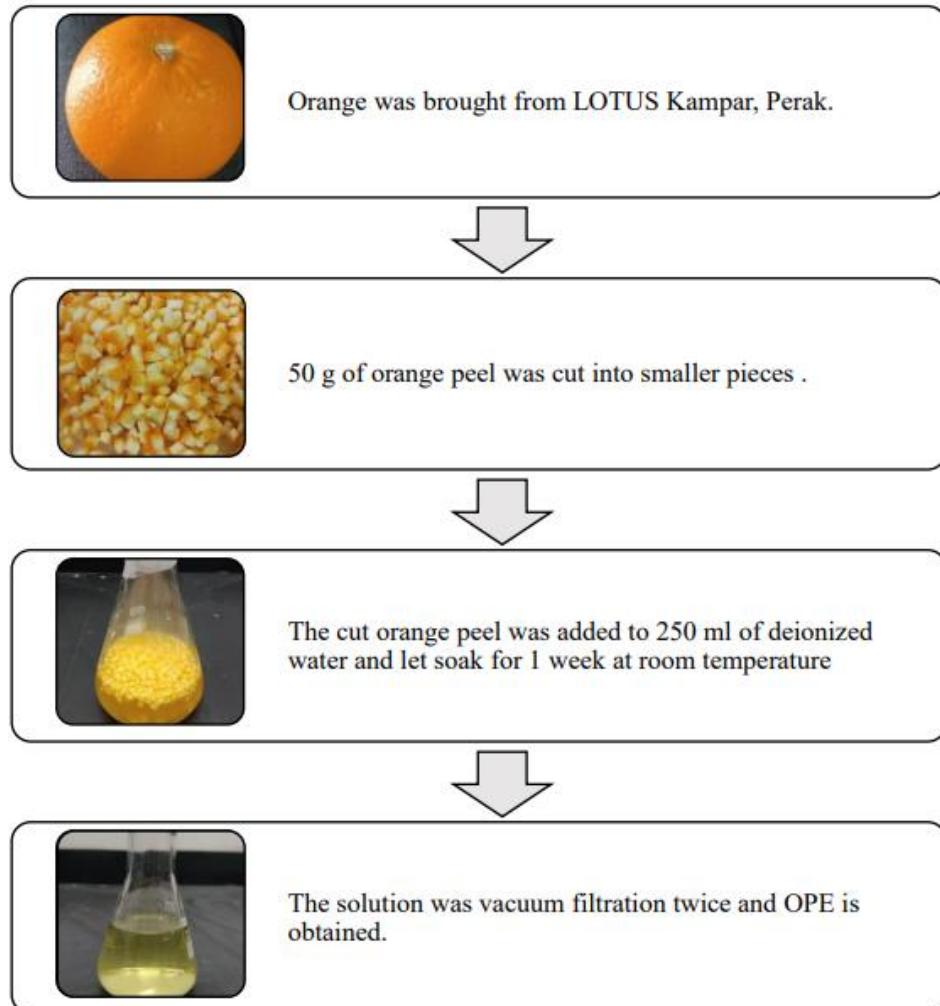 Orange was brought from LOTUS Kampar, Perak.
50 g of orange peel was cut into smaller pieces .
The cut orange peel was added to 250 ml of deionized
water and let soak for 1 week at room temperature
The solution was vacuum filtration twice and OPE is
obtained.